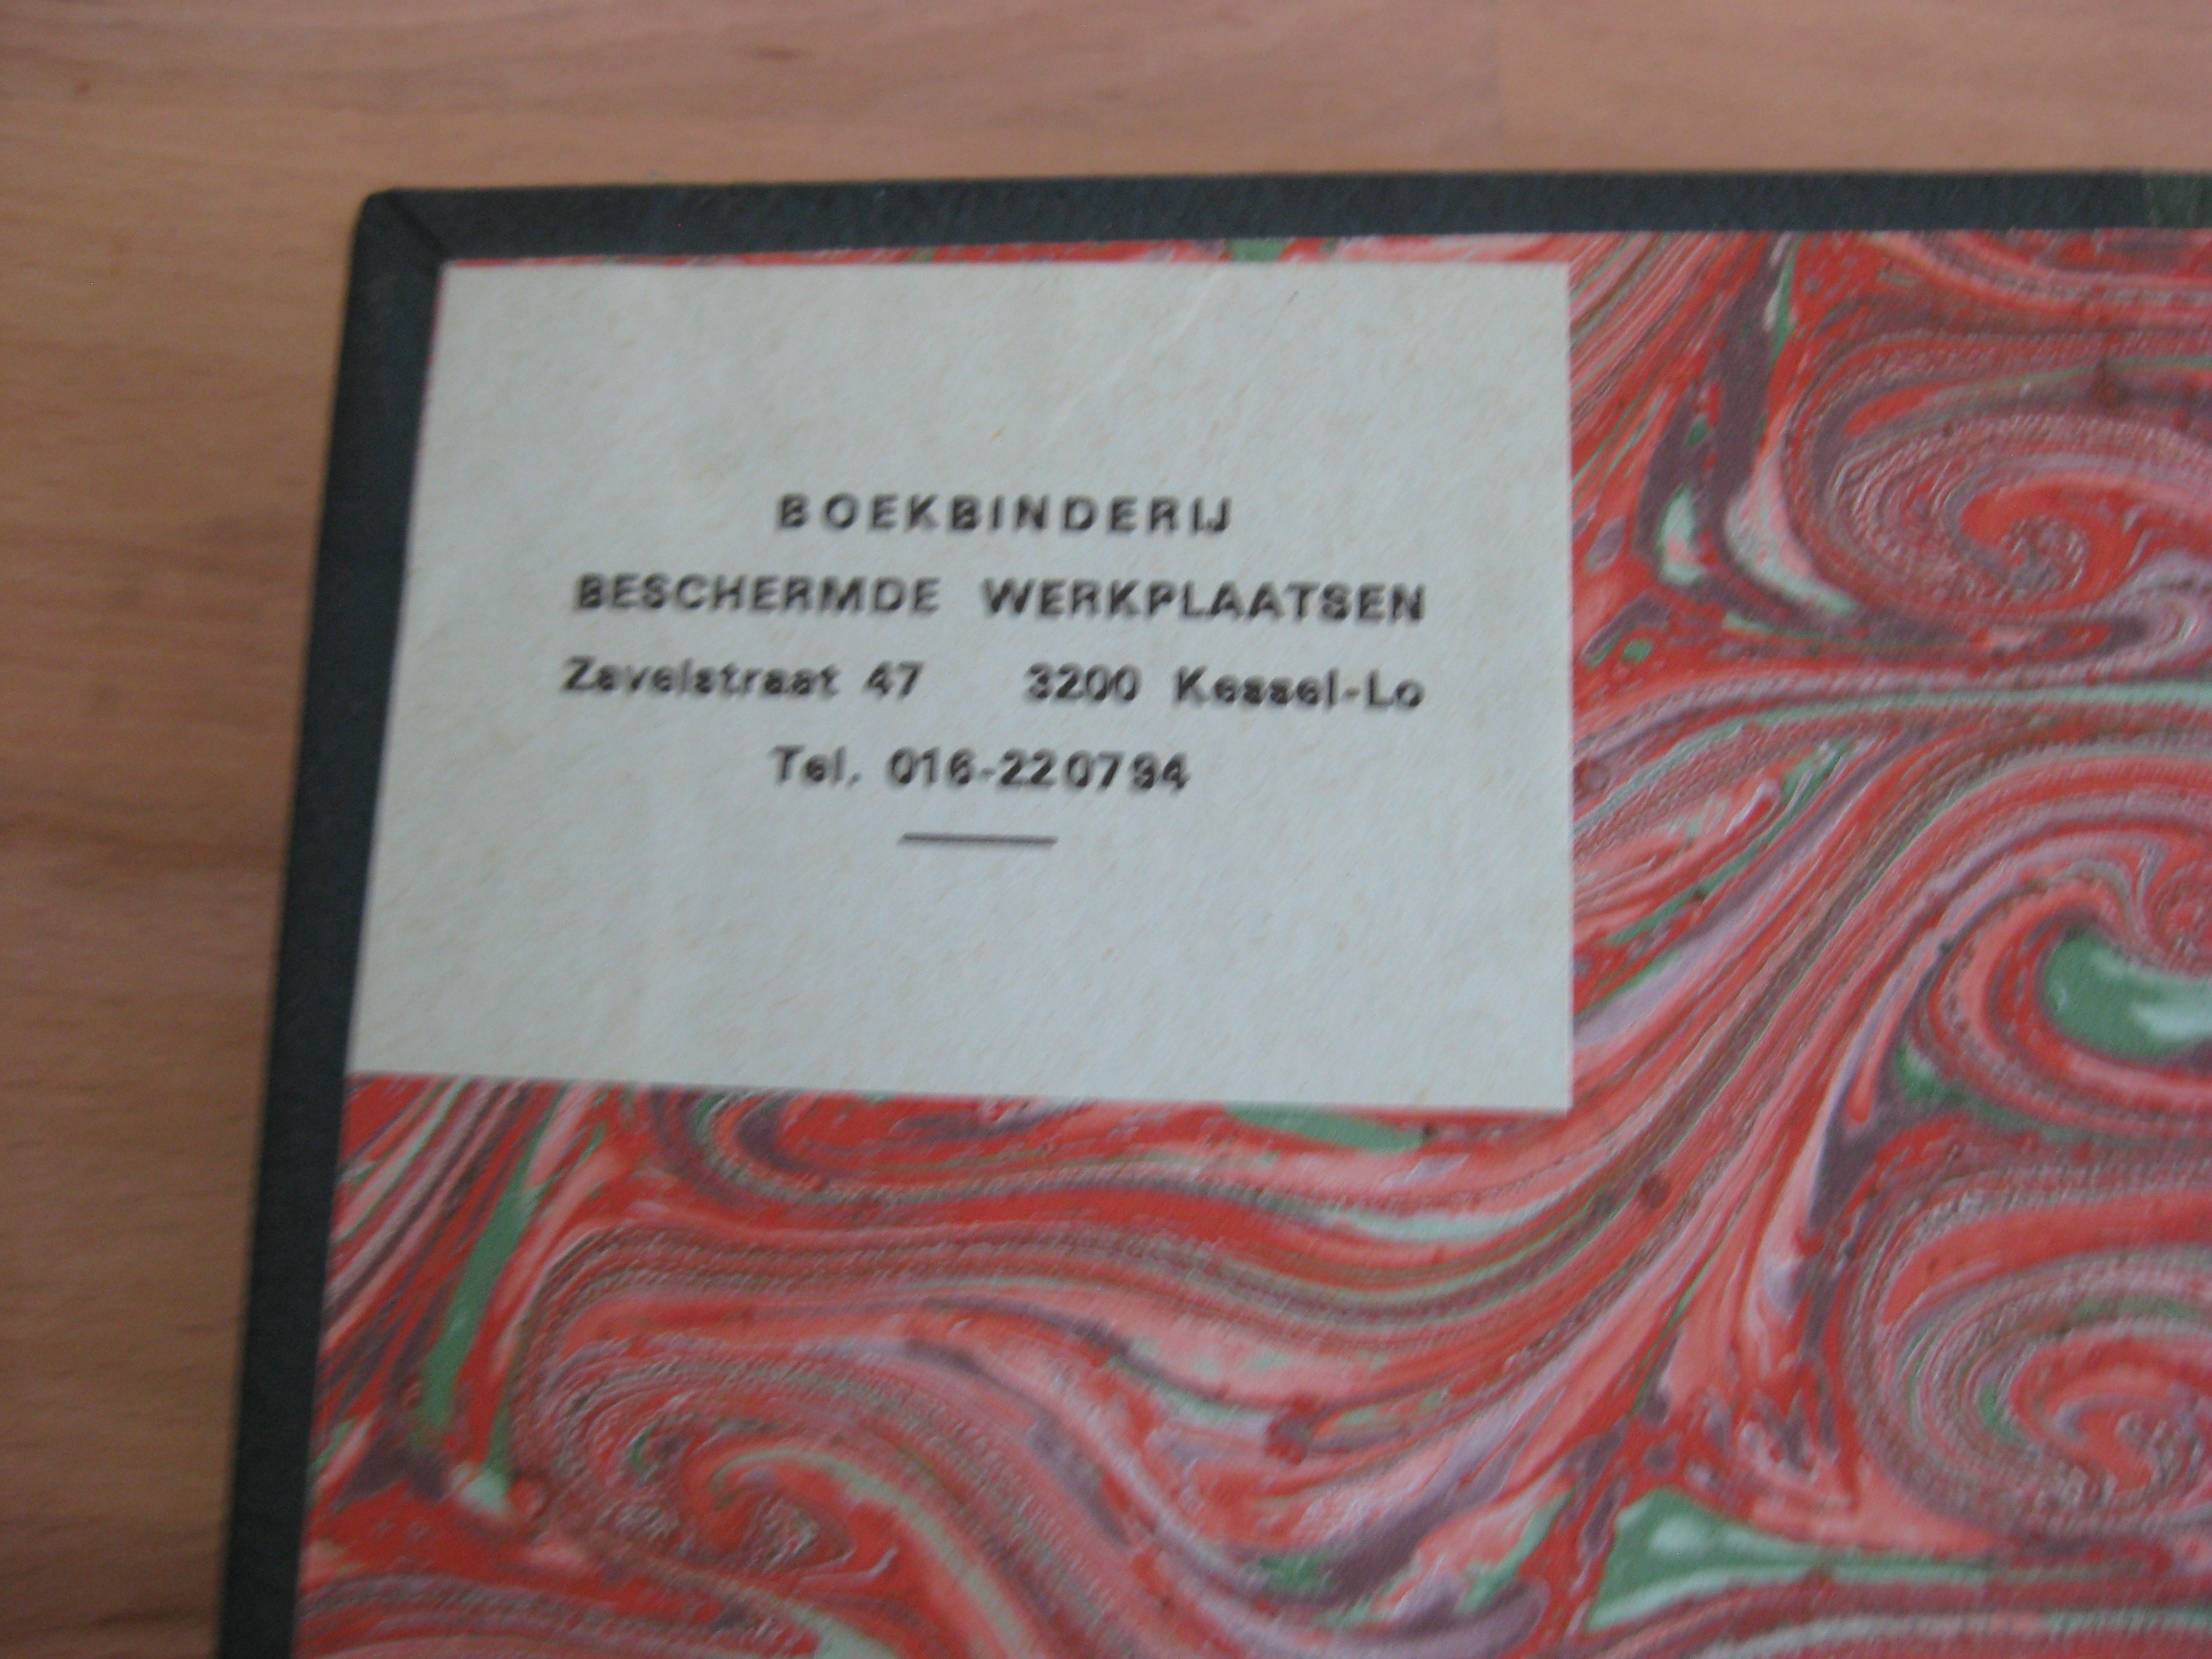 BOEKBINDERIJ
BESCHERMDE WERKPLAATSEN
Zavelstraat 47 3200 Kessel-Lo
Tel. 016-220794